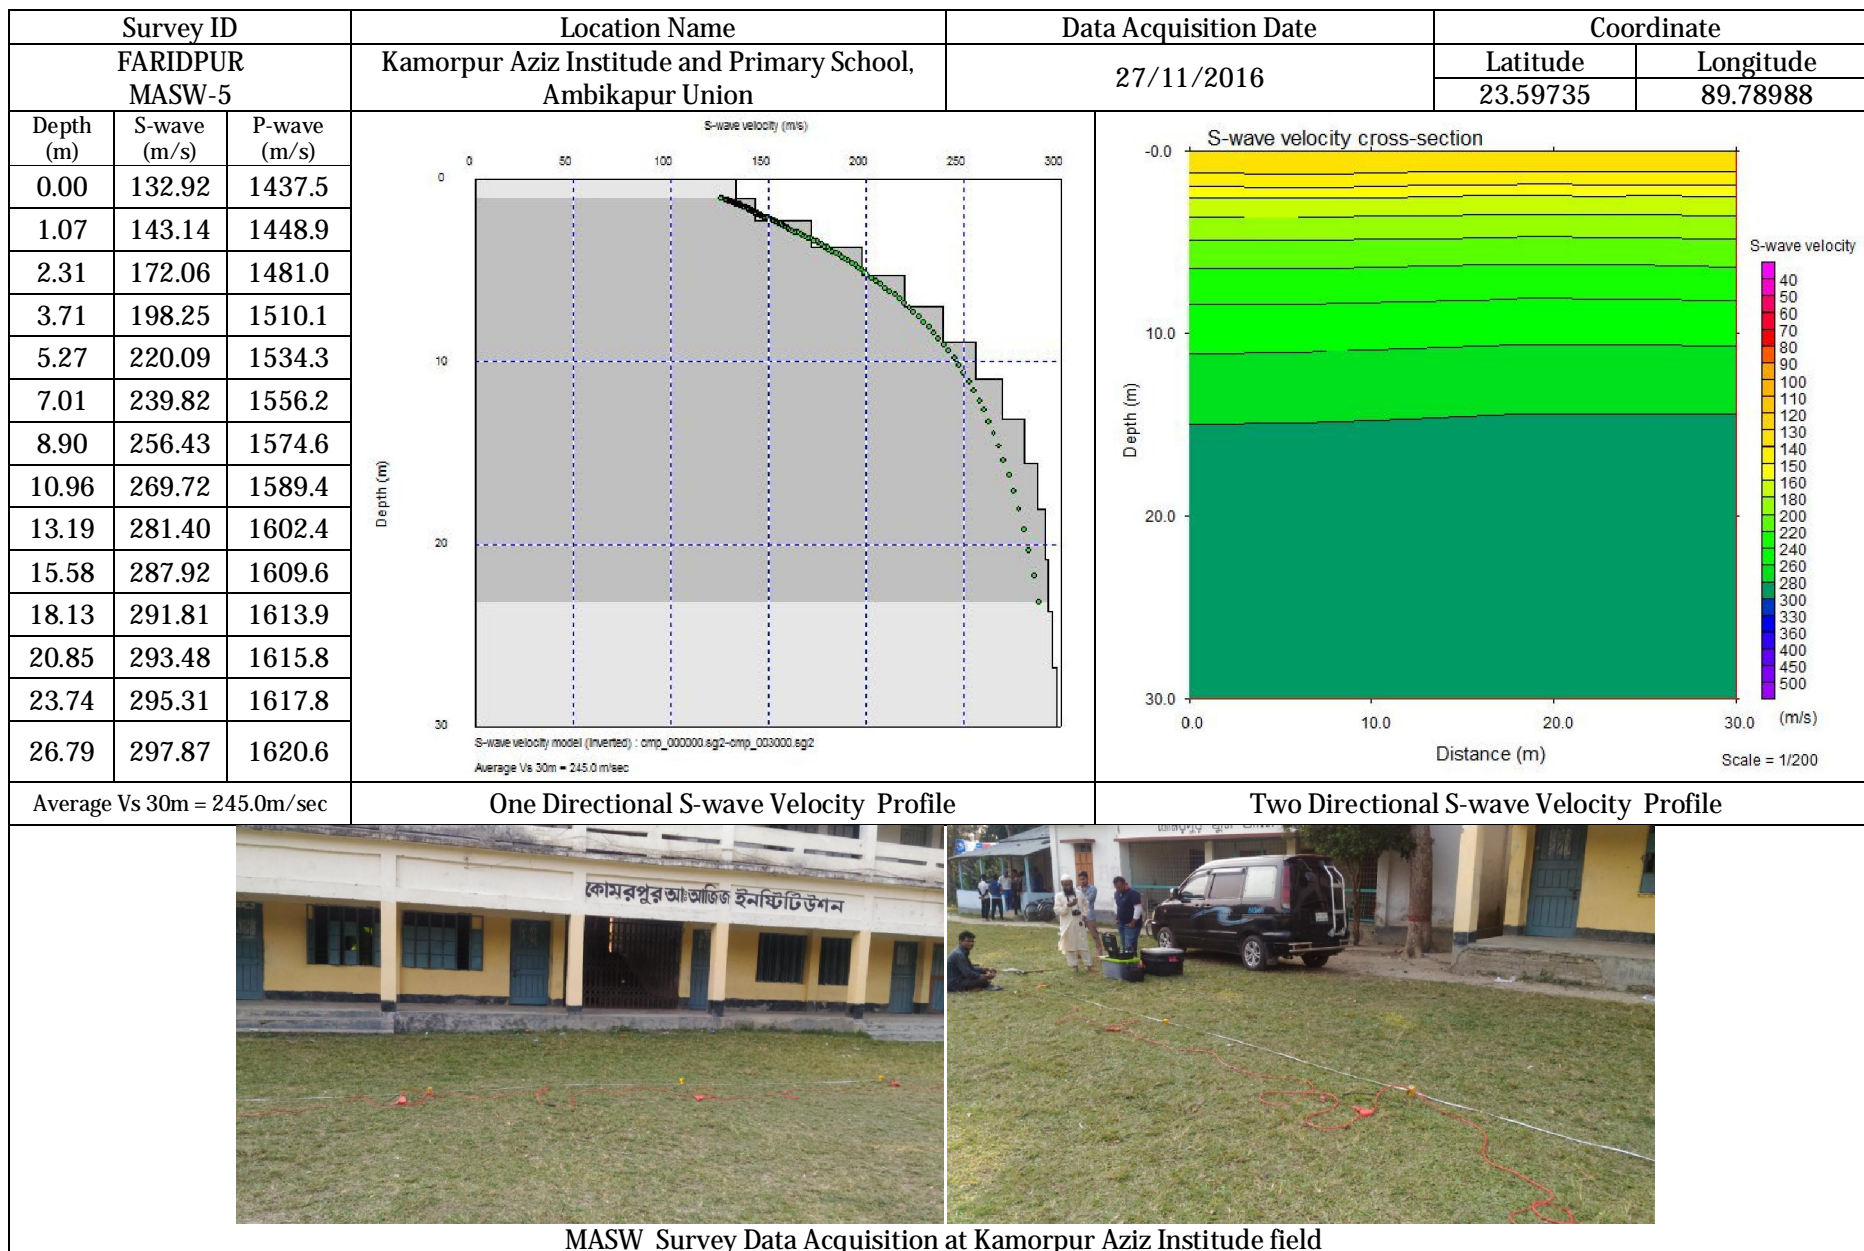 Survey ID
Location Name
Data Acquisition Date
Coordinate
FARIDPUR
MASW-5
Kamorpur Aziz Institude and Primary School,
Ambikapur Union
27/11/2016
Latitude
Longitude
23.59735
89.78988
Depth (m) S-wave (m/s) P-wave (m/s)
0.00 132.92 1437.5
1.07 143.14 1448.9
2.31 172.06 1481.0
3.71 198.25 1510.1
5.27 220.09 1534.3
7.01 239.82 1556.2
8.90 256.43 1574.6
10.96 269.72 1589.4
13.19 281.40 1602.4
15.58 287.92 1609.6
18.13 291.81 1613.9
20.85 293.48 1615.8
23.74 295.31 1617.8
26.79 297.87 1620.6
Average Vs 30m = 245.0m/sec
S-wave velocity (m/s)
0 50 100 150 200 250 300
0
10
20
30
Depth (m)
S-wave velocity model (inverted) : cmp_000000.sg2-cmp_003000.sg2
Average Vs 30m = 245.0 m/sec
One Directional S-wave Velocity Profile
S-wave velocity cross-section
-0.0
10.0
20.0
30.0
Depth (m)
0.0 10.0 20.0 30.0
Distance (m)
S-wave velocity
40
50
60
70
80
90
100
110
120
130
140
150
160
180
200
220
240
260
280
300
330
360
400
450
500
(m/s)
Scale = 1/200
Two Directional S-wave Velocity Profile
কোমরপুর আঃআজিজ ইনষ্টিটিউশন
MASW Survey Data Acquisition at Kamorpur Aziz Institude field